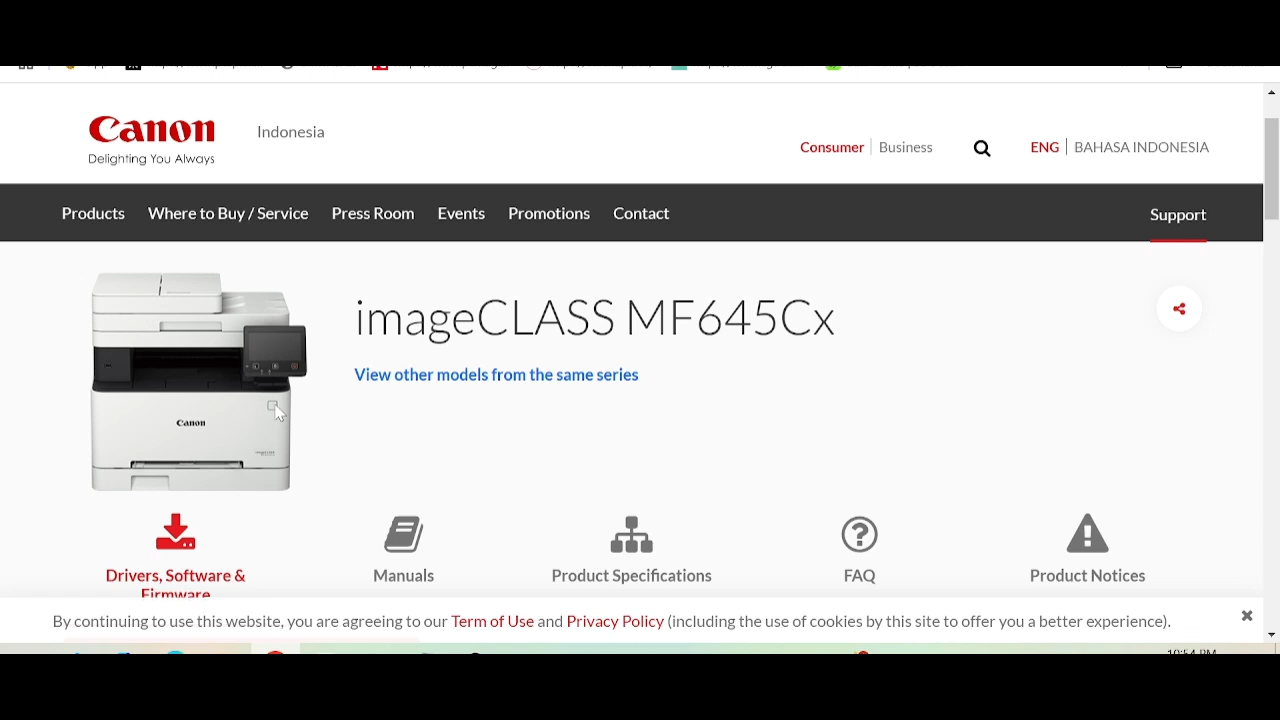 Canon
Delighting You Always
Indonesia
Consumer
Business
ENG
BAHASA INDONESIA
Products
Where to Buy / Service
Press Room
Events
Promotions
Contact
Support
imageCLASS MF645Cx
View other models from the same series
Canon
Drivers, Software &
Firmware
Manuals
Product Specifications
FAQ
Product Notices
By continuing to use this website, you are agreeing to our Term of Use and Privacy Policy (including the use of cookies by this site to offer you a better experience).
10:54 PM